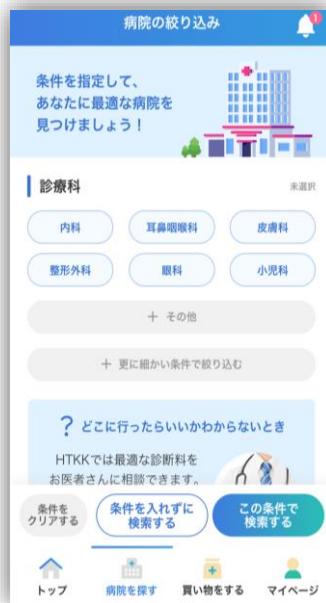 病院の絞り込み
1
条件を指定して、
あなたに最適な病院を
見つけましょう！
診療科
未選択
内科
耳鼻咽喉科
皮膚科
整形外科
眼科
小児科
＋ その他
＋ 更に細かい条件で絞り込む
? どこに行ったらいいかわからないとき
HTKKでは最適な診断料を
お医者さんに相談できます。
条件を
クリアする
条件を入れずに
検索する
この条件で
検索する
トップ
病院を探す
買い物をする
マイページ